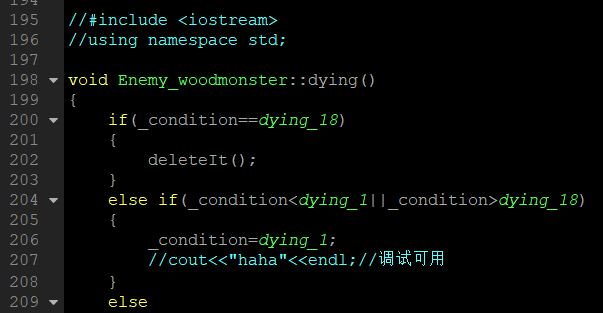 194
195 //#include <iostream>
196 //using namespace std;
197
198 void Enemy_woodmonster::dying()
199 {
200 if(_condition==dying_18)
201 {
202 deleteIt();
203 }
204 else if(_condition<dying_1||_condition>dying_18)
205 {
206 _condition=dying_1;
207 //cout<<"haha"<<endl;//调试可用
208 }
209 else